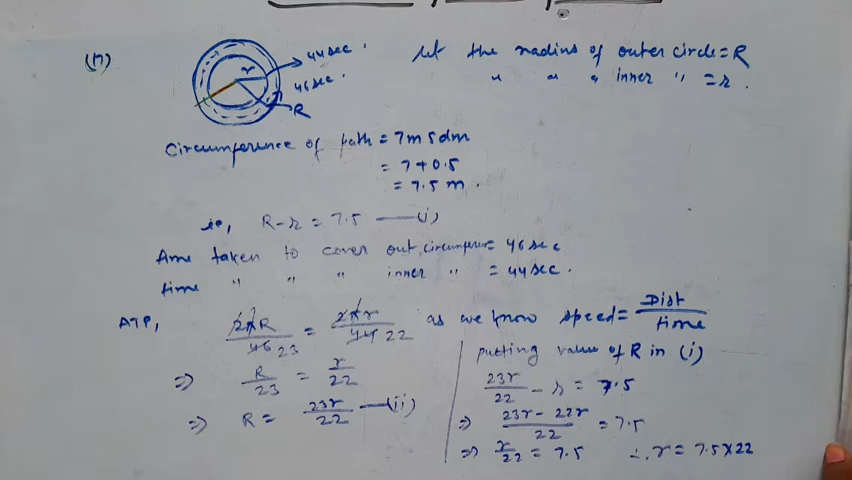 (17)
44 sec.
46 sec.
r
R
Let the radius of outer circle = R
" " " inner " = r.
Circumference of path = 7m 5dm
= 7+0.5
= 7.5 m.
ie, R-r = 7.5 —(i)
Time taken to cover out circumference = 46 sec
time " " " inner " = 44 sec.
ATP,
2πR/46 23 = 2πr/44 22 as we know speed = Dist/time
⇒ R/23 = r/22
⇒ R = 23r/22 —(ii)
putting value of R in (i)
23r/22 - r = 7.5
⇒ 23r - 22r/22 = 7.5
⇒ r/22 = 7.5 ∴ r = 7.5×22